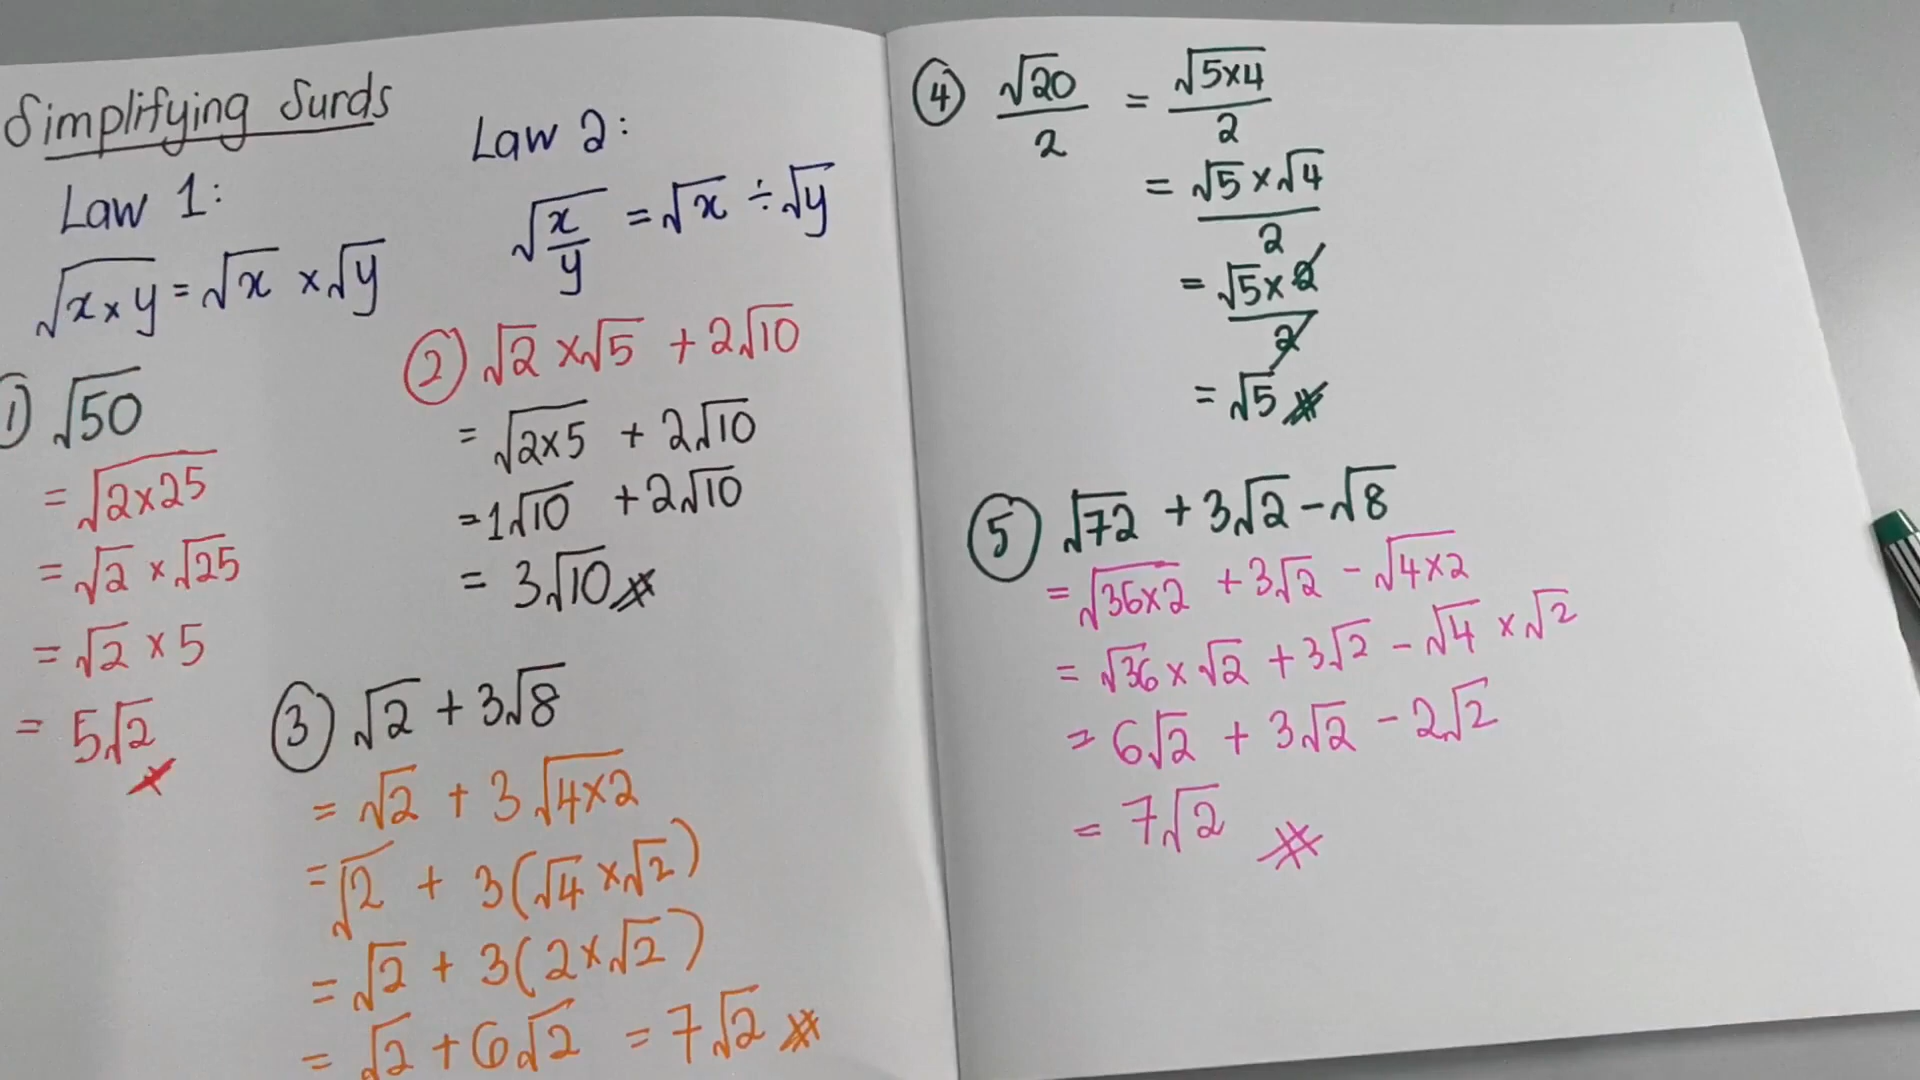 Simplifying Surds
Law 1:
√(x×y) = √x × √y
Law 2:
√(x/y) = √x ÷ √y
① √50
= √(2×25)
= √2 × √25
= √2 × 5
= 5√2
② √2 × √5 + 2√10
= √(2×5) + 2√10
= 1√10 + 2√10
= 3√10
③ √2 + 3√8
= √2 + 3√(4×2)
= √2 + 3(√4 × √2)
= √2 + 3(2×√2)
= √2 + 6√2 = 7√2
④ √20/2 = √(5×4)/2
= (√5 × √4)/2
= (√5 × 2)/2
= √5
⑤ √72 + 3√2 - √8
= √(36×2) + 3√2 - √(4×2)
= √36 × √2 + 3√2 - √4 × √2
= 6√2 + 3√2 - 2√2
= 7√2